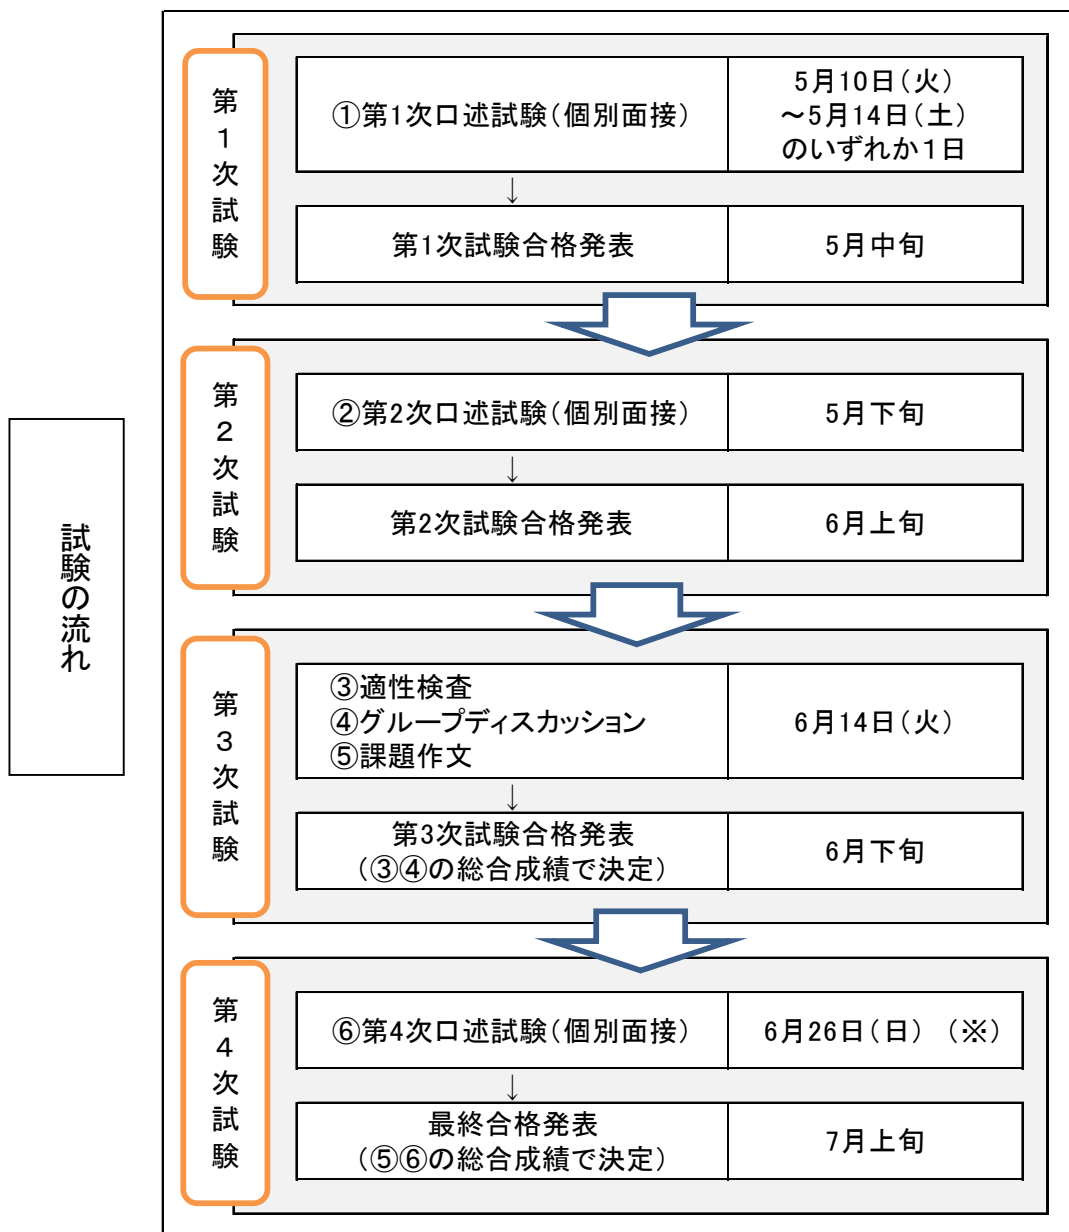 試験の流れ
第1次試験
①第1次口述試験(個別面接)
5月10日(火)
～5月14日(土)
のいずれか1日
↓
第1次試験合格発表
5月中旬
第2次試験
②第2次口述試験(個別面接)
5月下旬
↓
第2次試験合格発表
6月上旬
第3次試験
③適性検査
④グループディスカッション
⑤課題作文
6月14日(火)
↓
第3次試験合格発表
(③④の総合成績で決定)
6月下旬
第4次試験
⑥第4次口述試験(個別面接)
6月26日(日) (※)
↓
最終合格発表
(⑤⑥の総合成績で決定)
7月上旬